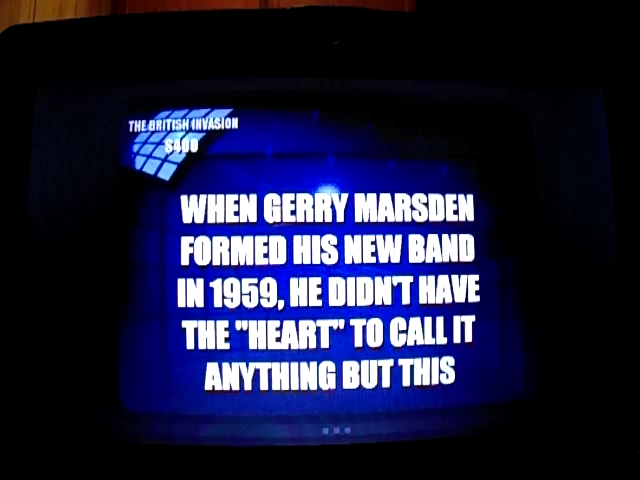 THE BRITISH INVASION
$400
WHEN GERRY MARSDEN
FORMED HIS NEW BAND
IN 1959, HE DIDN'T HAVE
THE "HEART" TO CALL IT
ANYTHING BUT THIS